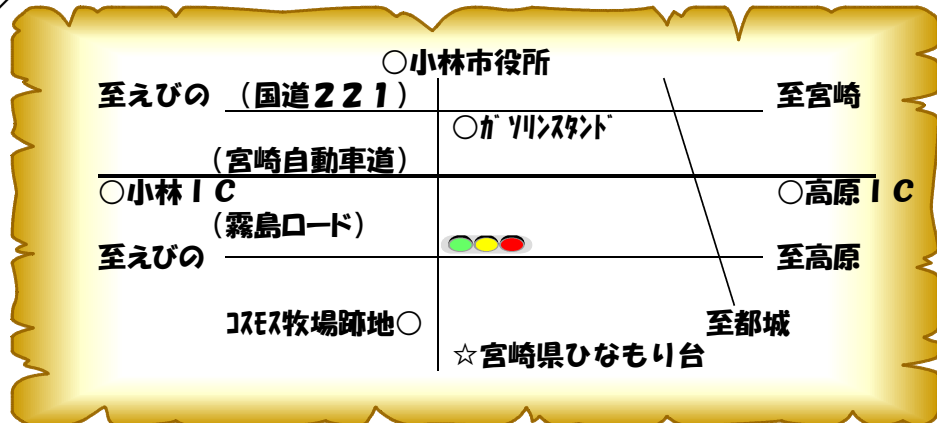 ○小林市役所
至えびの （国道２２１） 至宮崎
○ｶﾞｿﾘﾝｽﾀﾝﾄﾞ
（宮崎自動車道）
○小林ＩＣ ○高原ＩＣ
（霧島ロード）
至えびの 至高原
ｺｽﾓｽ牧場跡地○ 至都城
☆宮崎県ひなもり台